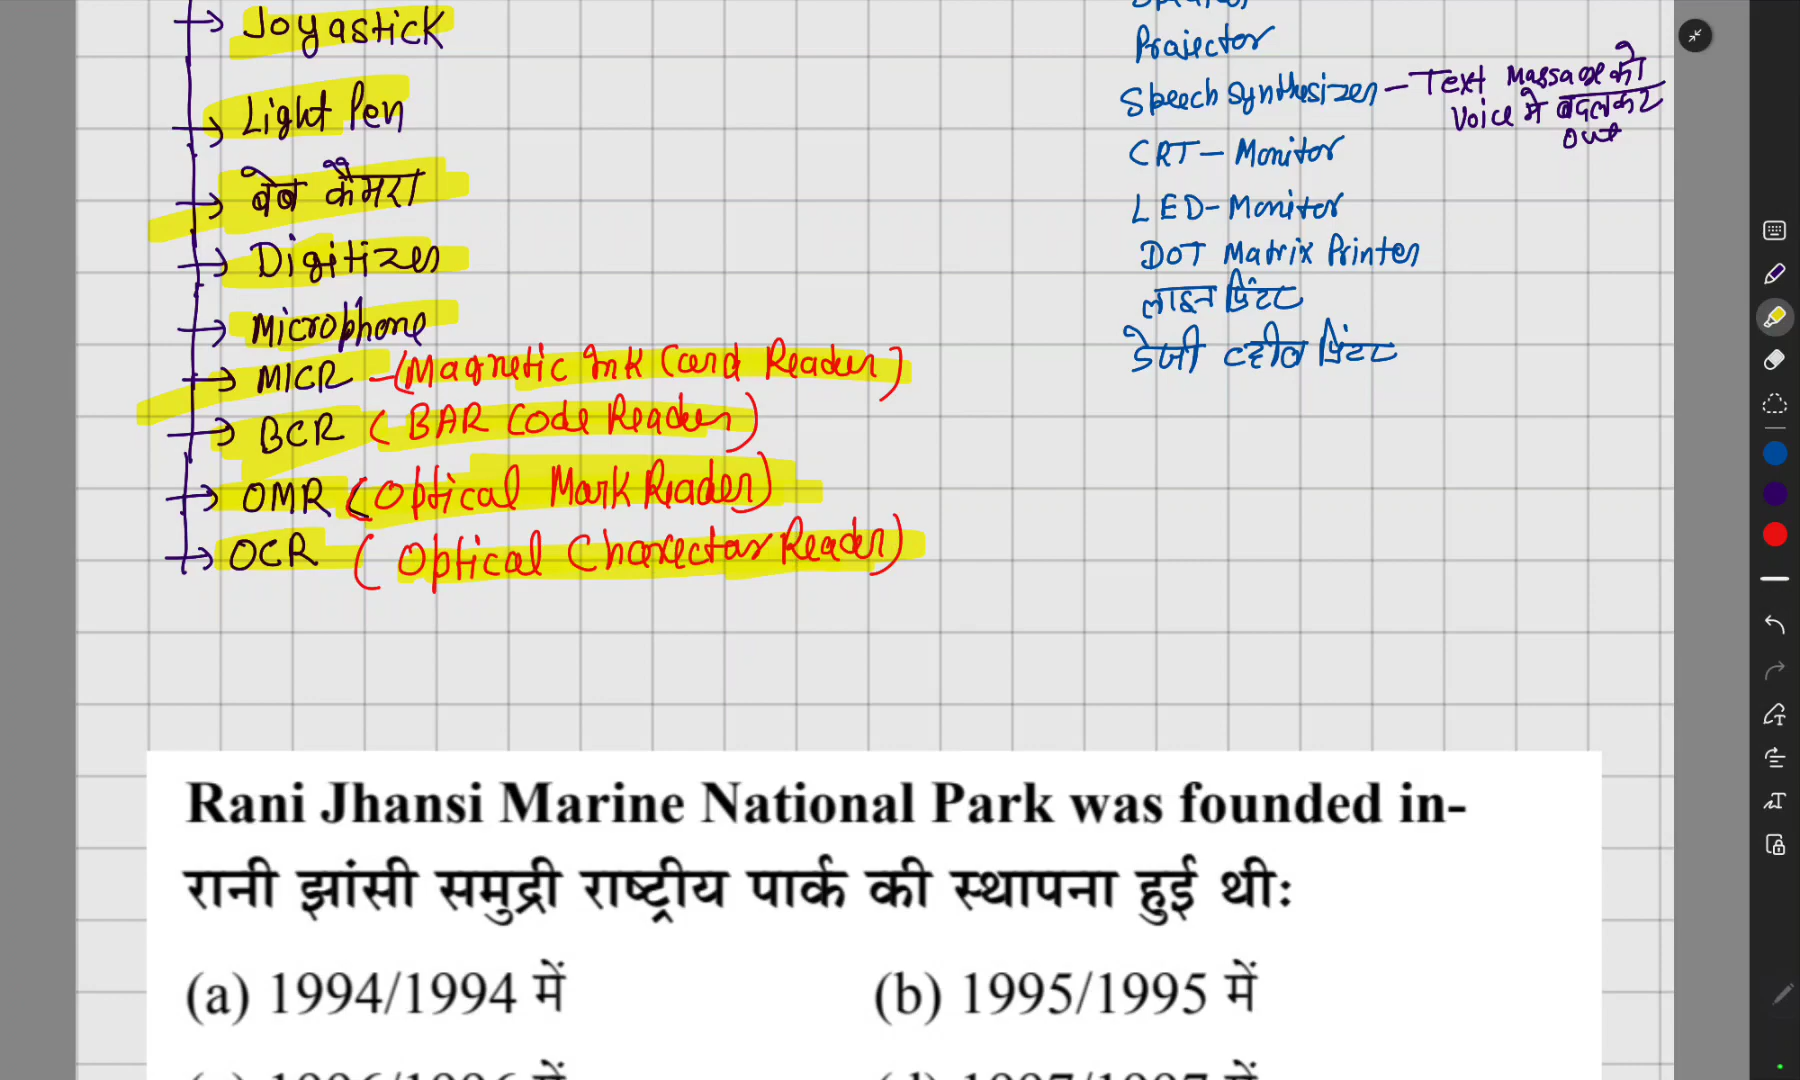 Joyastick
Light Pen
वेब कैमरा
Digitizer
Microphone
MICR -(Magnetic Ink Card Reader)
BCR (BAR Code Reader)
OMR (Optical Mark Reader)
OCR (Optical Charectar Reader)
Prajector
Speech Synthesizer - Text Massage को
Voice में बदलकर
out
CRT - Monitor
LED - Monitor
DOT Matrix Printer
लाइन प्रिंटर
डेजी व्हील प्रिंटर
Rani Jhansi Marine National Park was founded in-
रानी झांसी समुद्री राष्ट्रीय पार्क की स्थापना हुई थीः
(a) 1994/1994 में (b) 1995/1995 में